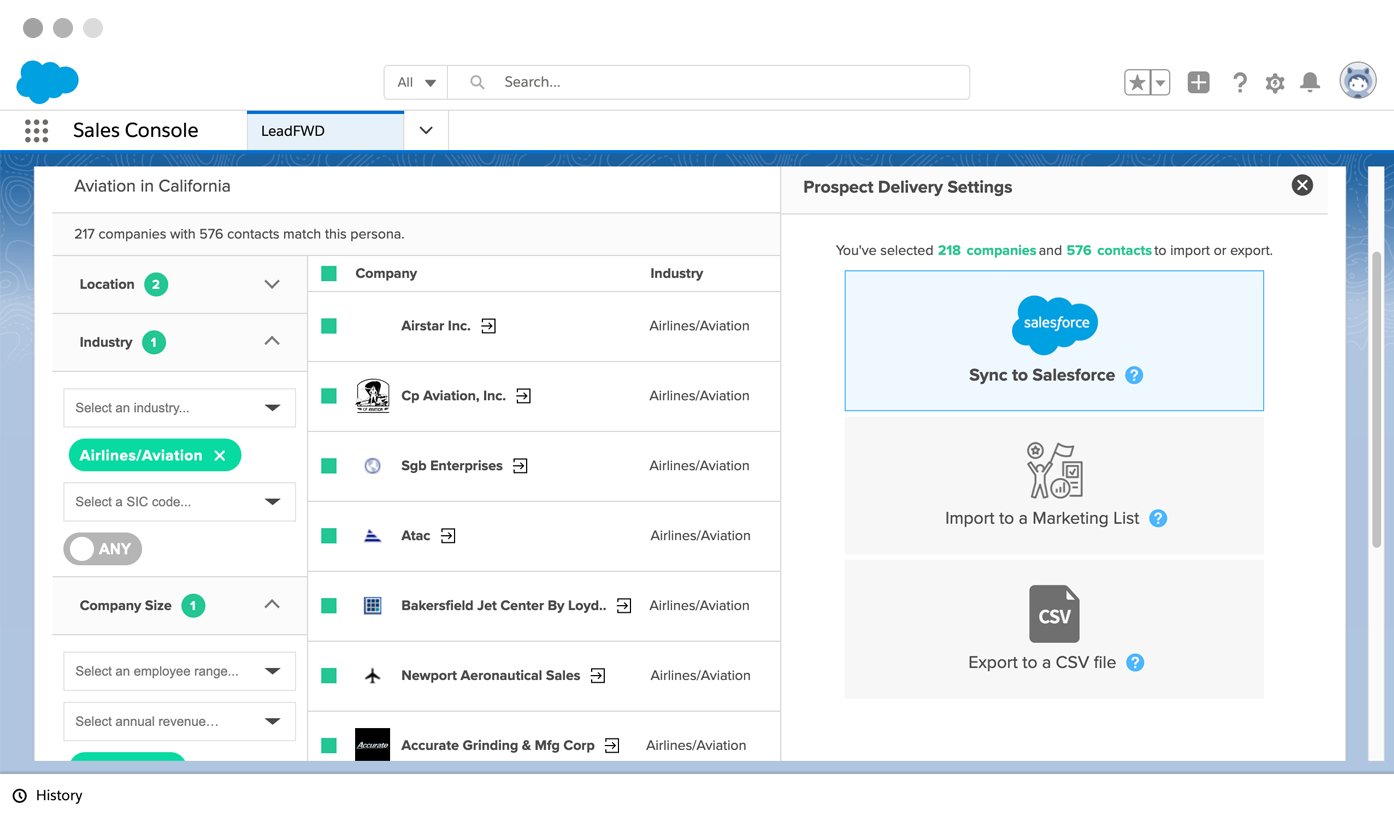 All
Search...
Sales Console
LeadFWD
Aviation in California
217 companies with 576 contacts match this persona.
Location 2
Industry 1
Select an industry...
Airlines/Aviation ✕
Select a SIC code...
ANY
Company Size 1
Select an employee range...
Select annual revenue...
Company Industry
Airstar Inc. Airlines/Aviation
CP AVIATION
Cp Aviation, Inc. Airlines/Aviation
Sgb Enterprises Airlines/Aviation
Atac Airlines/Aviation
Bakersfield Jet Center By Loyd.. Airlines/Aviation
Newport Aeronautical Sales Airlines/Aviation
Accurate
Accurate Grinding & Mfg Corp Airlines/Aviation
Prospect Delivery Settings
You've selected 218 companies and 576 contacts to import or export.
salesforce
Sync to Salesforce ?
Import to a Marketing List ?
CSV
Export to a CSV file ?
History